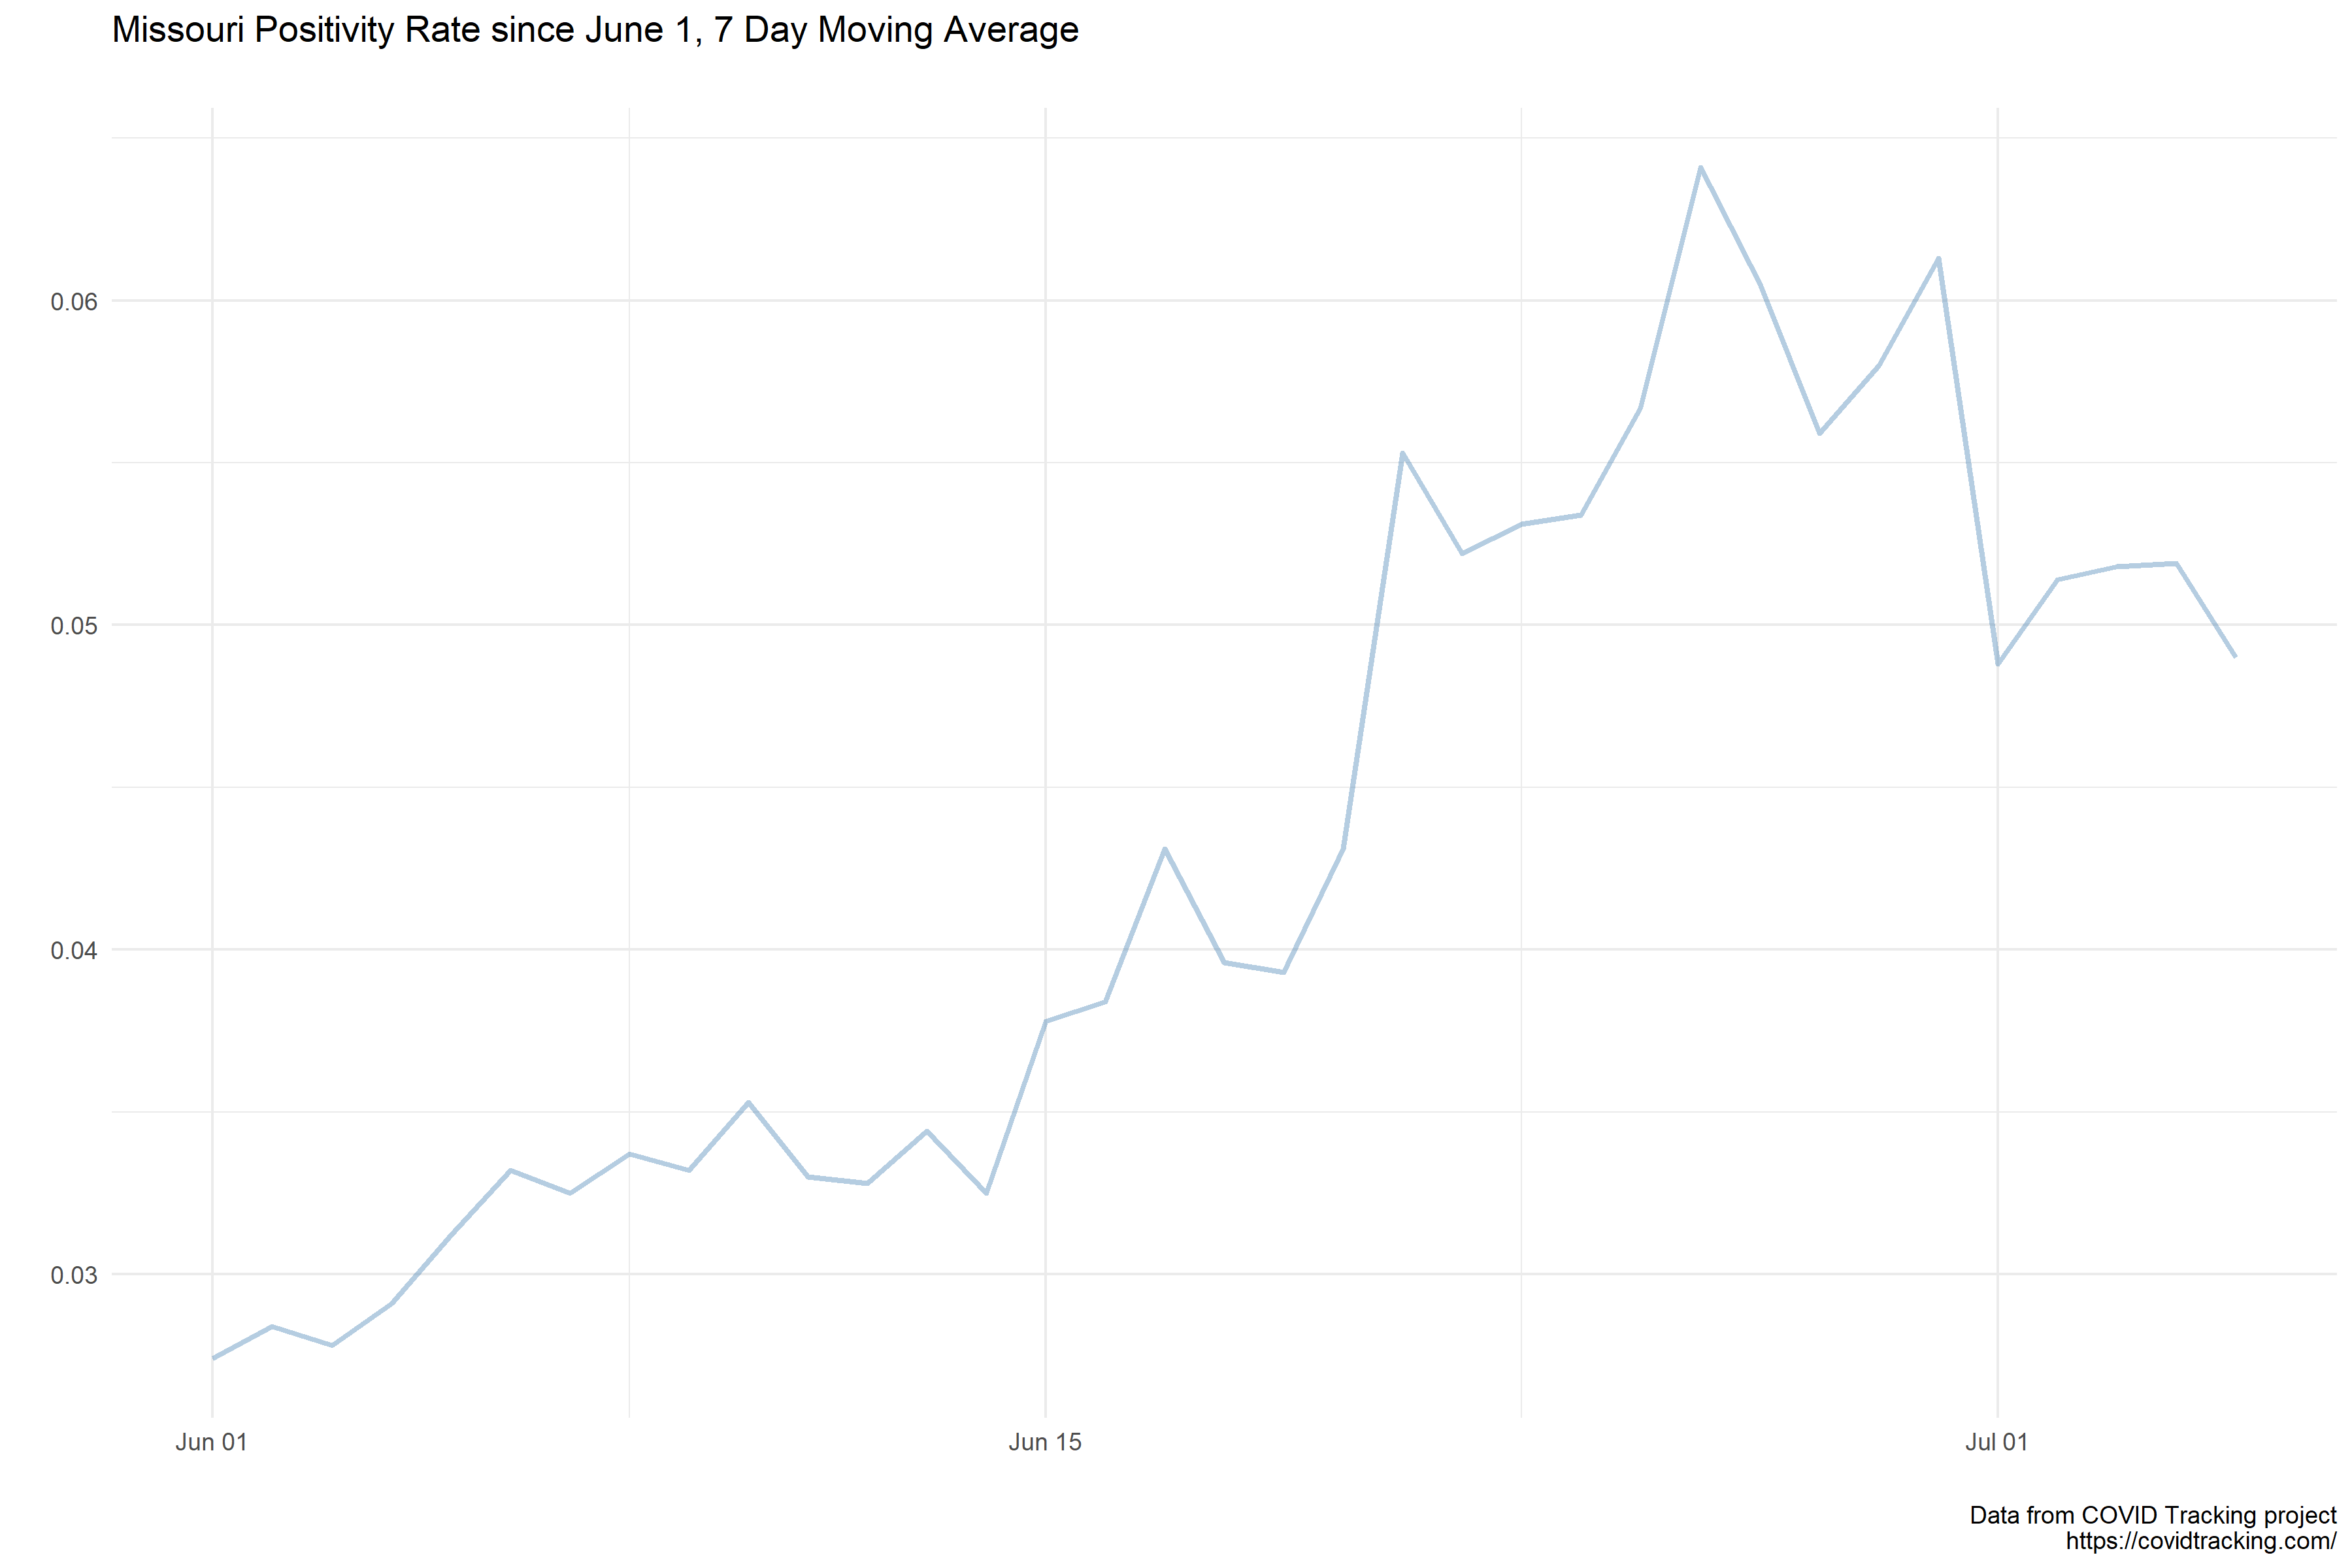 Missouri Positivity Rate since June 1, 7 Day Moving Average
0.06
0.05
0.04
0.03
Jun 01
Jun 15
Jul 01
Data from COVID Tracking project
https://covidtracking.com/